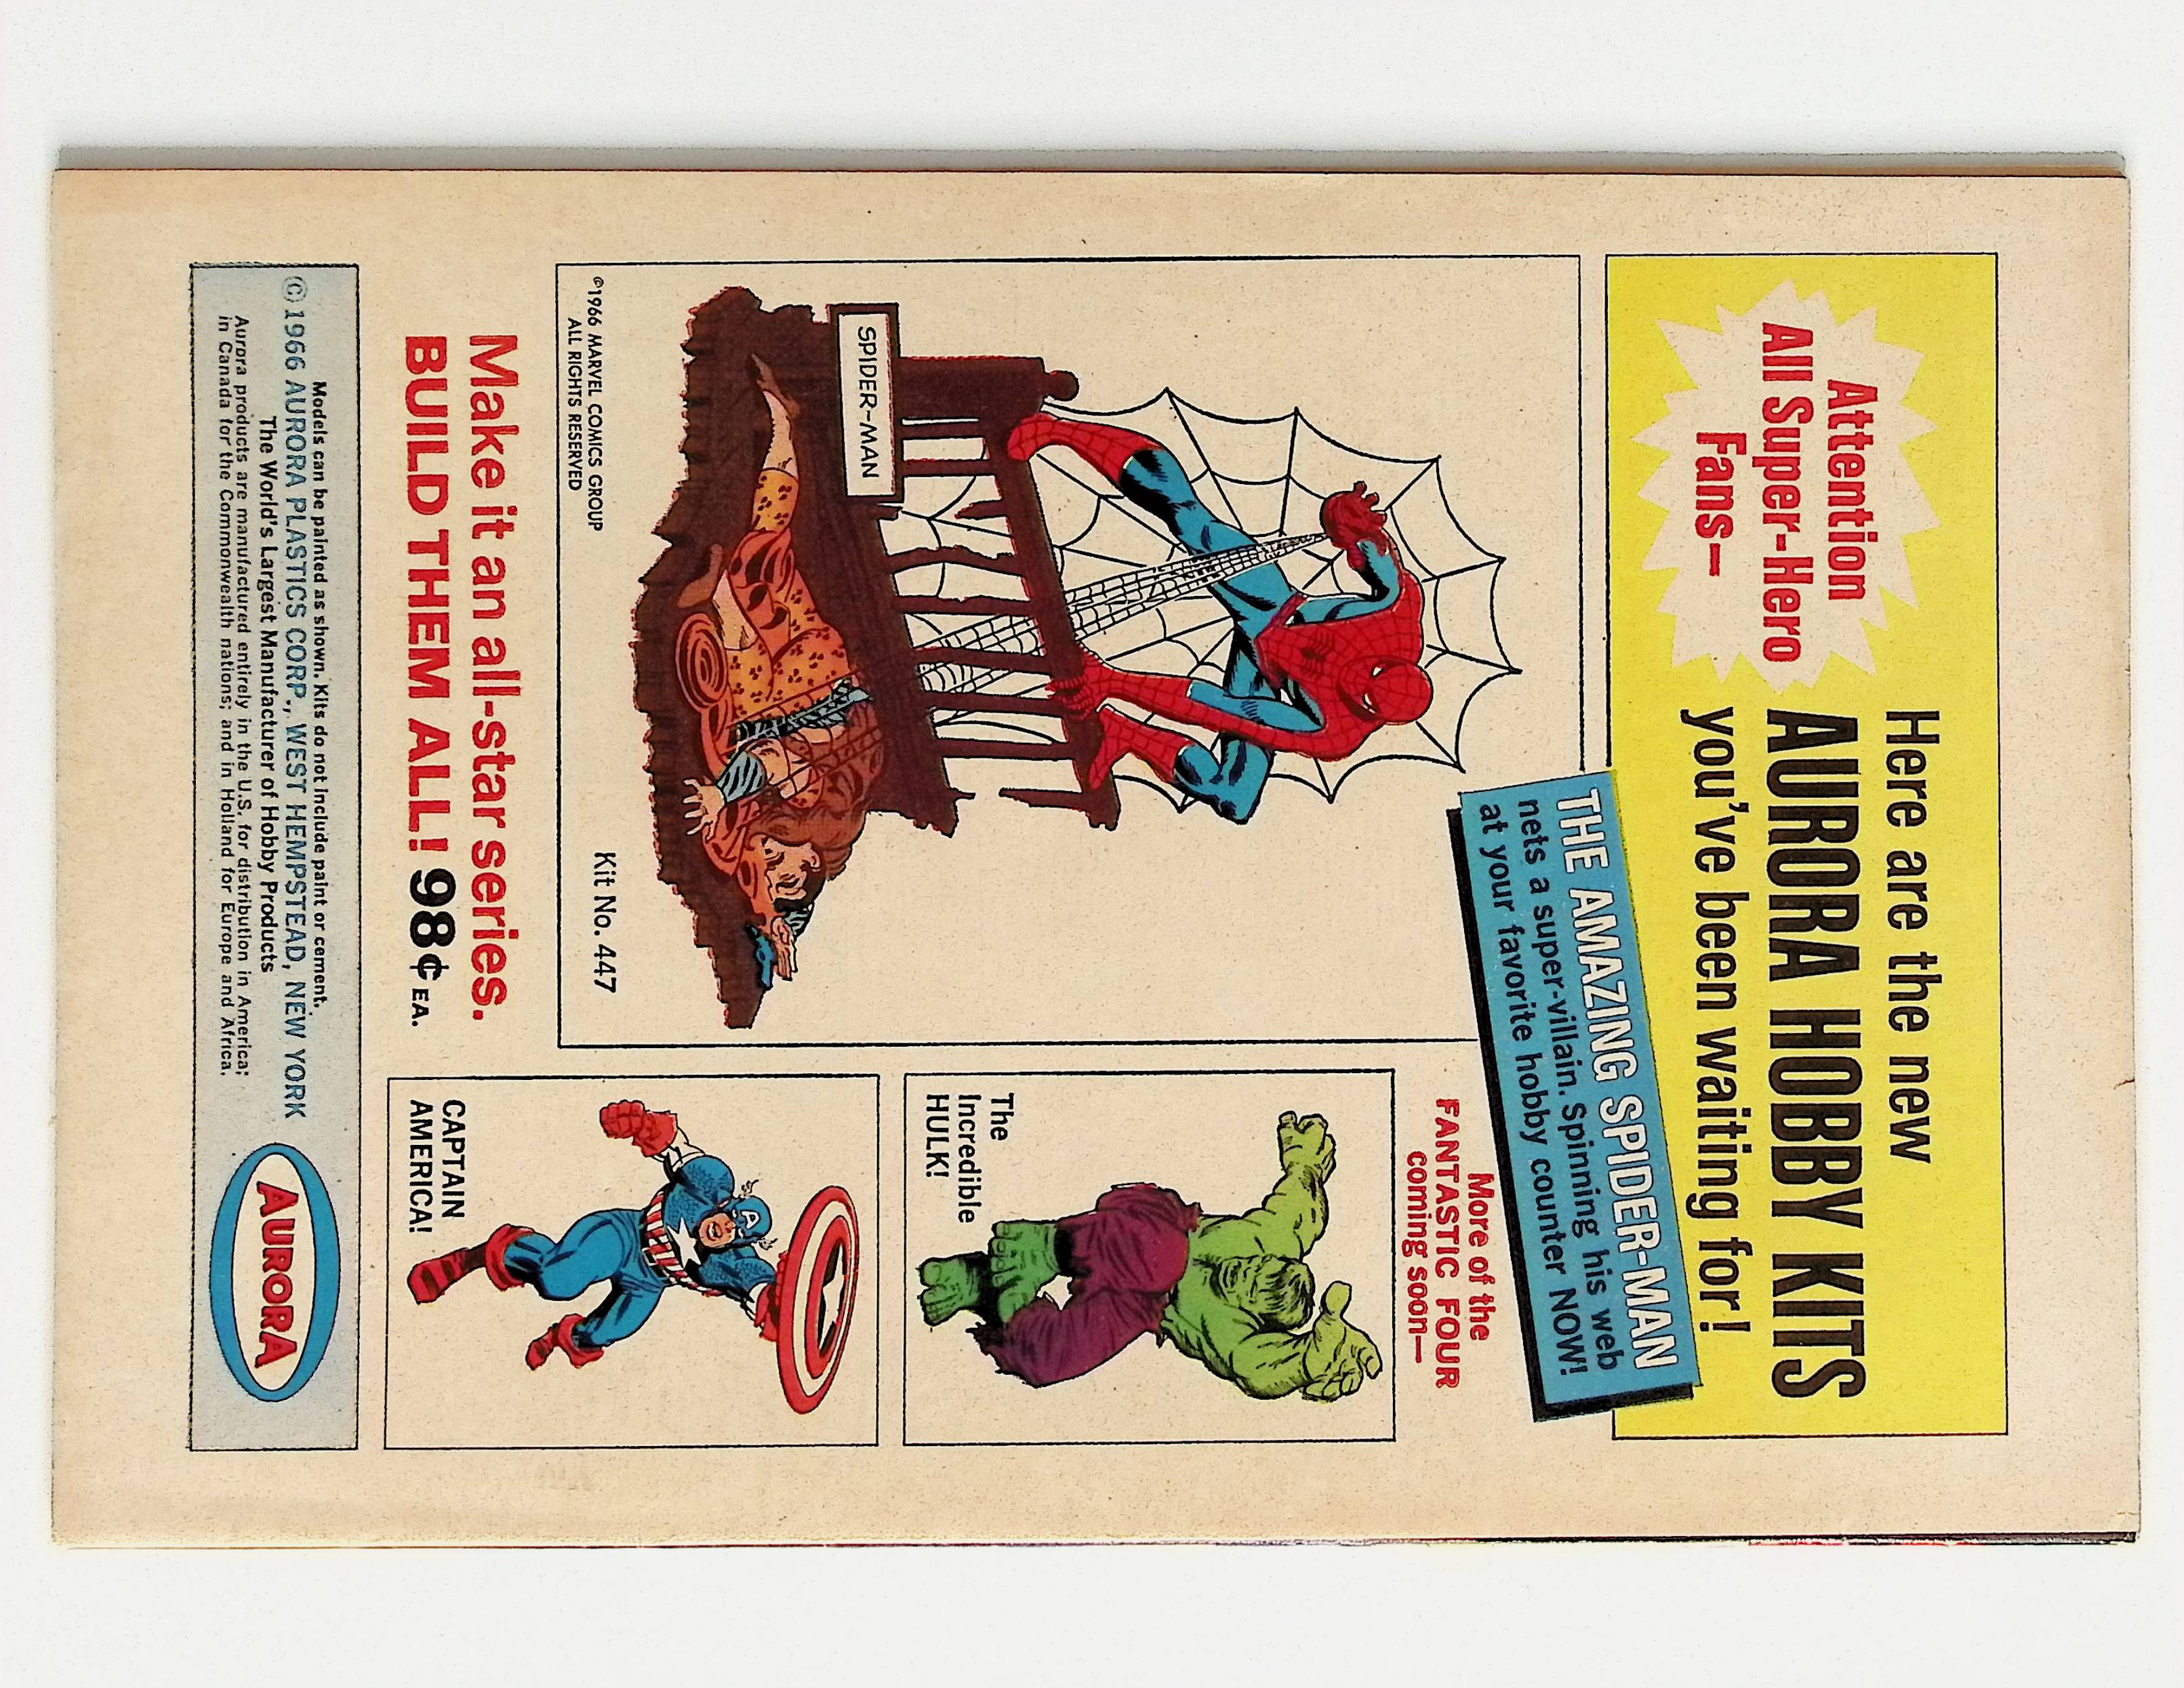 Attention
All Super-Hero
Fans—
Here are the new
AURORA HOBBY KITS
you've been waiting for!
THE AMAZING SPIDER-MAN
nets a super-villain. Spinning his web
at your favorite hobby counter NOW!
SPIDER-MAN
©1966 MARVEL COMICS GROUP
ALL RIGHTS RESERVED
Kit No. 447
More of the
FANTASTIC FOUR
coming soon—
The
Incredible
HULK!
A
CAPTAIN
AMERICA!
Make it an all-star series.
BUILD THEM ALL! 98¢ EA.
Models can be painted as shown. Kits do not include paint or cement.
© 1966 AURORA PLASTICS CORP., WEST HEMPSTEAD, NEW YORK
The World's Largest Manufacturer of Hobby Products
Aurora products are manufactured entirely in the U.S. for distribution in America;
in Canada for the Commonwealth nations; and in Holland for Europe and Africa.
AURORA